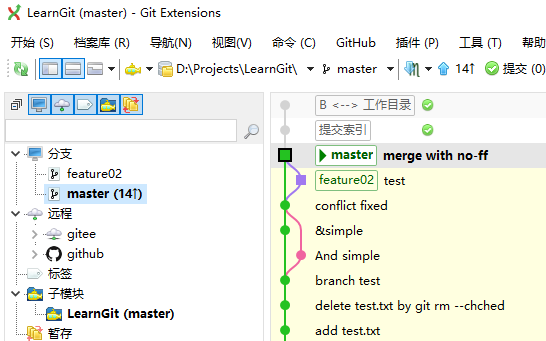 LearnGit (master) - Git Extensions
开始 (S) 档案库 (R) 导航(N) 视图(V) 命令 (C) GitHub 插件 (P) 工具 (T) 帮助
D:\Projects\LearnGit\ master 14↑ 提交 (0)
B <--> 工作目录
提交索引
master merge with no-ff
feature02 test
conflict fixed
&simple
And simple
branch test
delete test.txt by git rm --chched
add test.txt
分支
feature02
master (14↑)
远程
gitee
github
标签
子模块
LearnGit (master)
暂存